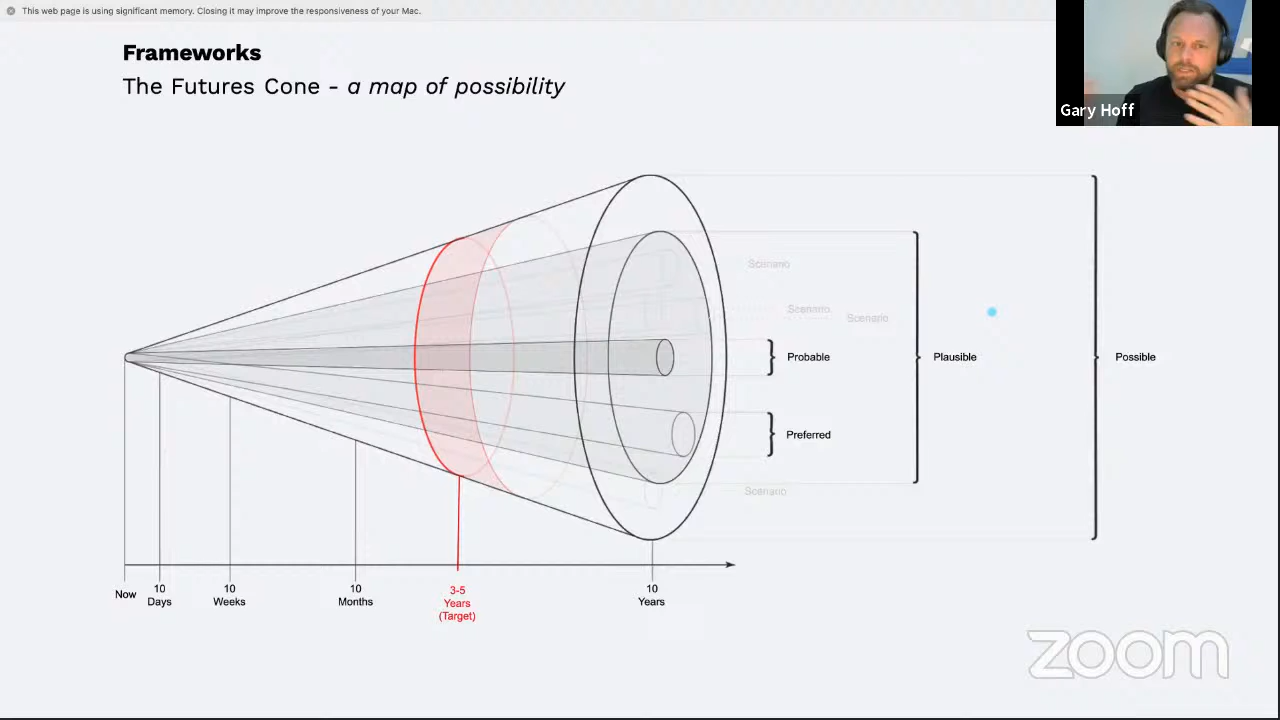 This web page is using significant memory. Closing it may improve the responsiveness of your Mac.
Frameworks
The Futures Cone - a map of possibility
Gary Hoff
Scenario
Scenario
Scenario
Probable
Plausible
Possible
Preferred
Scenario
Now
10
Days
10
Weeks
10
Months
3-5
Years
(Target)
10
Years
zoom